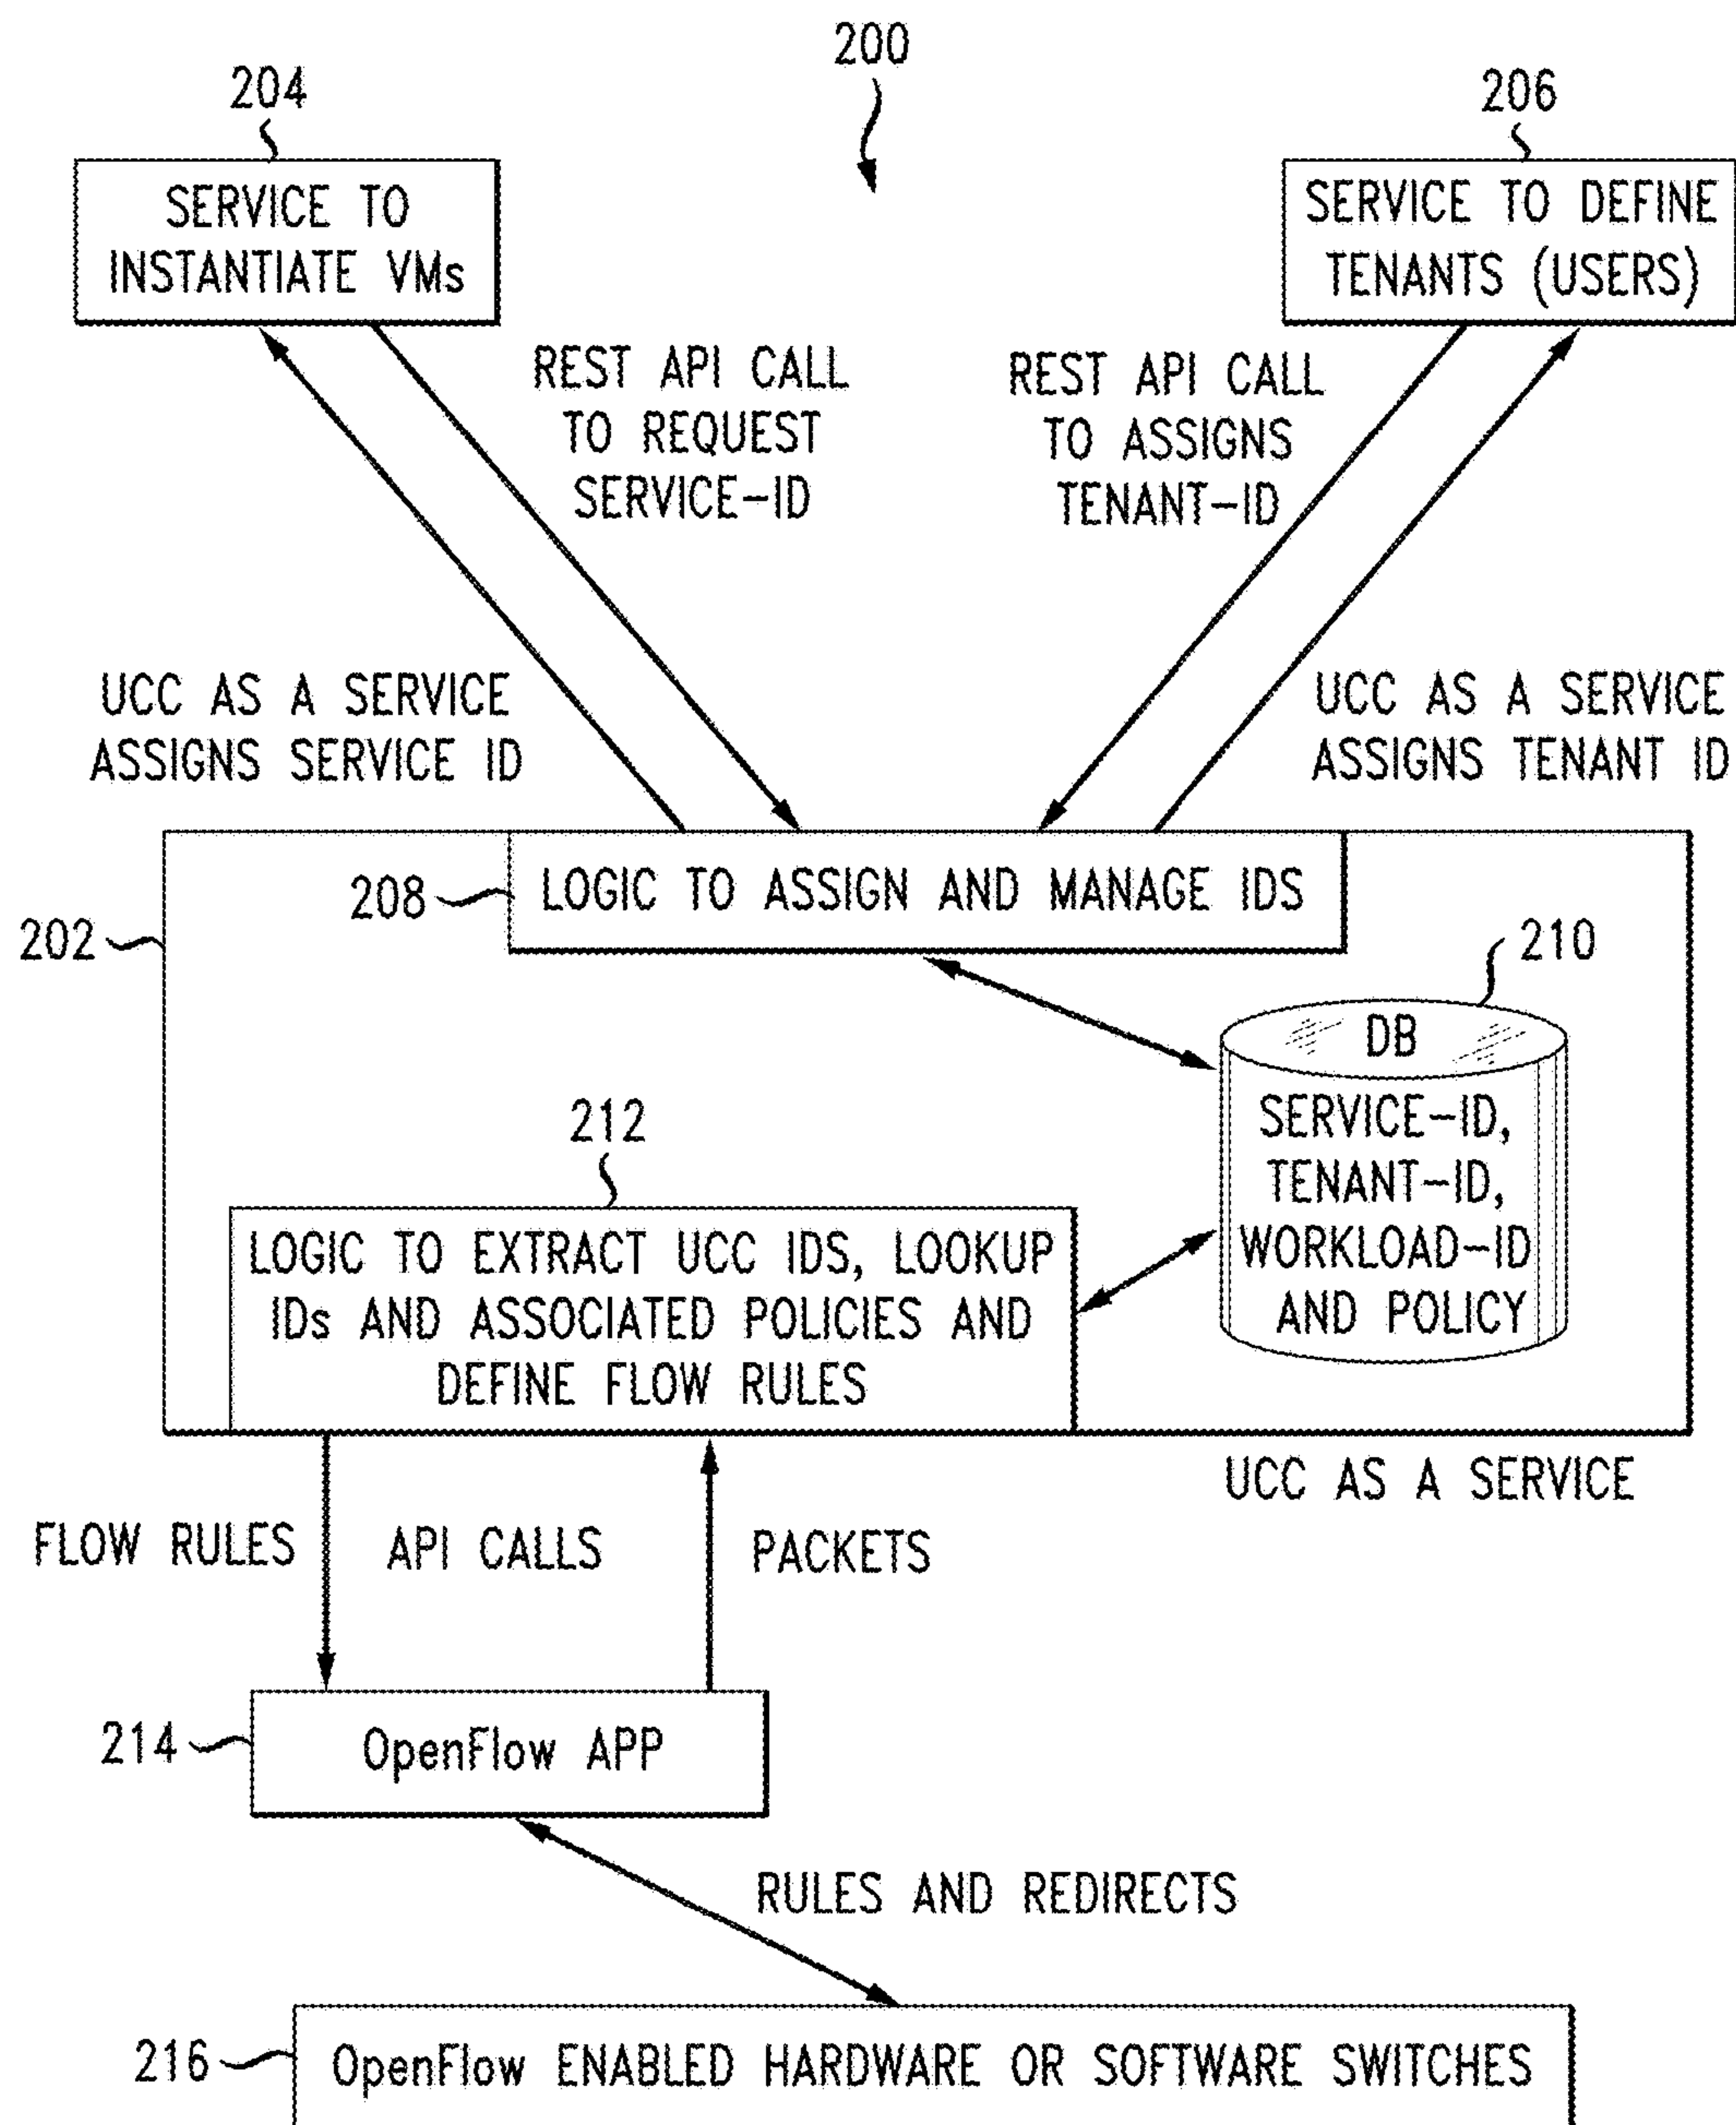 200
204
206
SERVICE TO
INSTANTIATE VMs
SERVICE TO DEFINE
TENANTS (USERS)
REST API CALL
TO REQUEST
SERVICE-ID
REST API CALL
TO ASSIGNS
TENANT-ID
UCC AS A SERVICE
ASSIGNS SERVICE ID
UCC AS A SERVICE
ASSIGNS TENANT ID
208
LOGIC TO ASSIGN AND MANAGE IDS
202
210
DB
SERVICE-ID,
TENANT-ID,
WORKLOAD-ID
AND POLICY
212
LOGIC TO EXTRACT UCC IDS, LOOKUP
IDs AND ASSOCIATED POLICIES AND
DEFINE FLOW RULES
UCC AS A SERVICE
FLOW RULES
API CALLS
PACKETS
214
OpenFlow APP
RULES AND REDIRECTS
216
OpenFlow ENABLED HARDWARE OR SOFTWARE SWITCHES